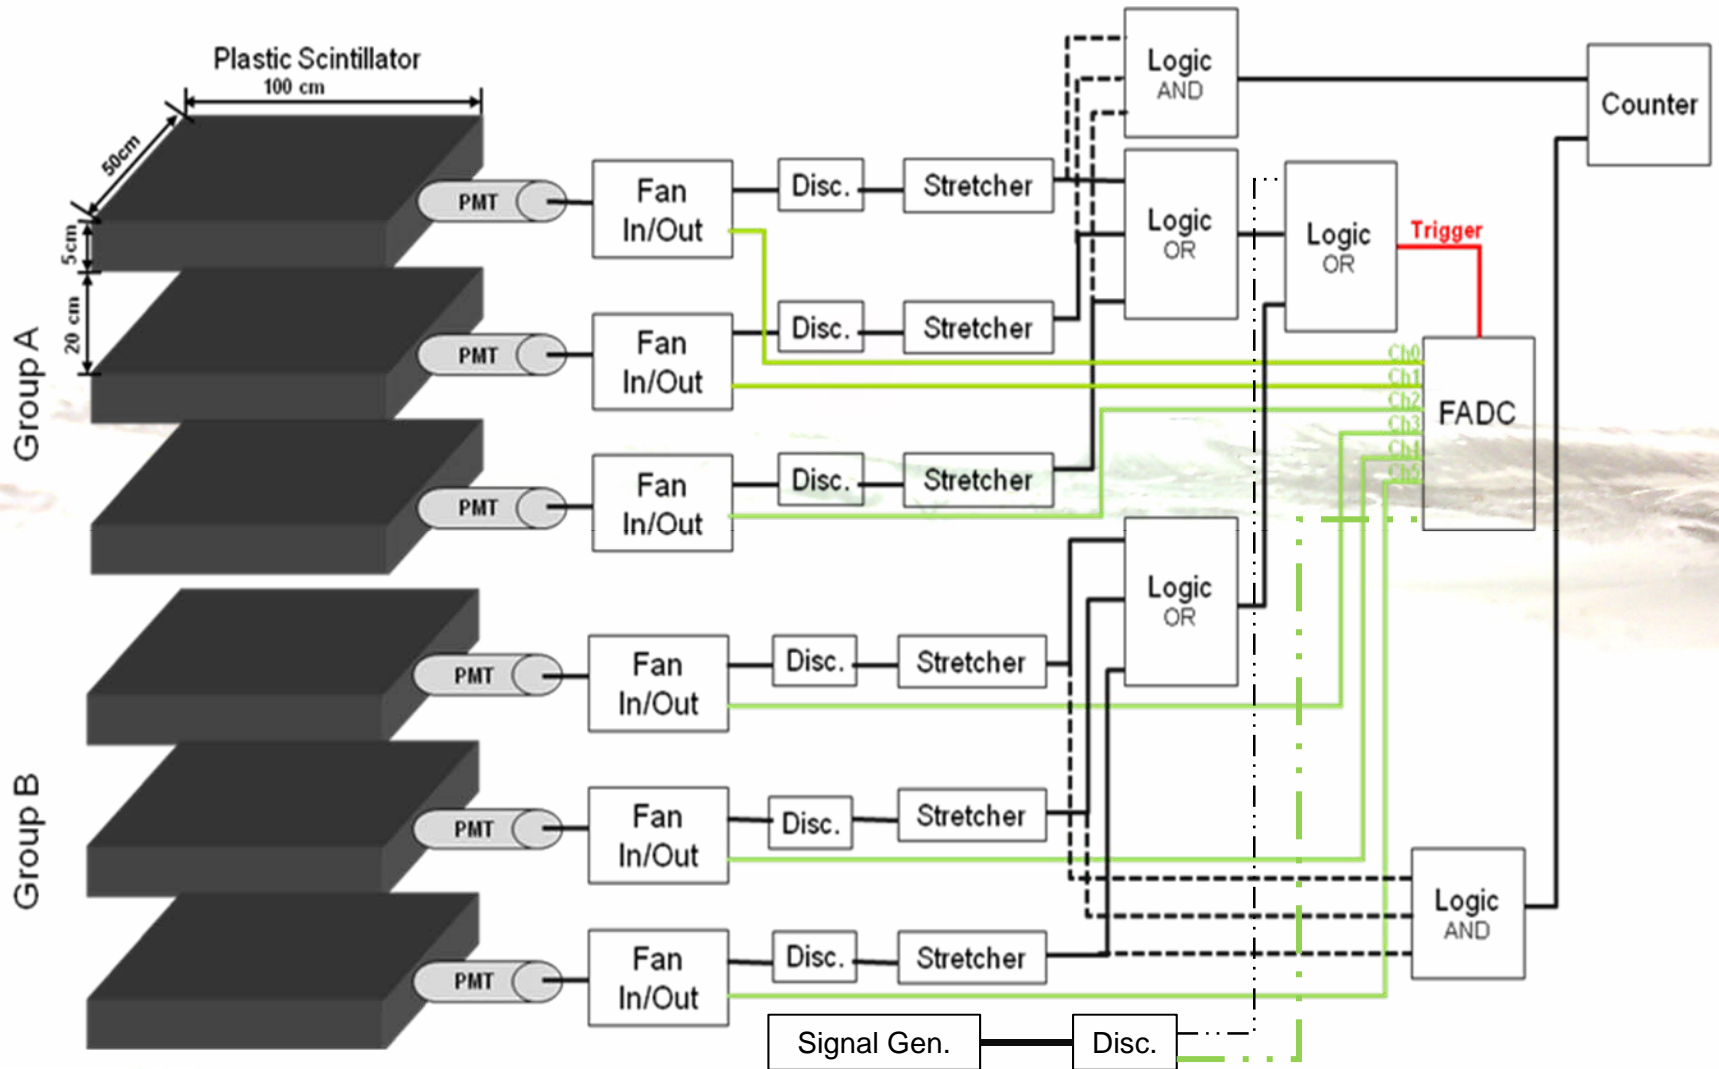 Plastic Scintillator
100 cm
50cm
5cm
20 cm
Group A
Group B
PMT
Fan
In/Out
Disc.
Stretcher
PMT
Fan
In/Out
Disc.
Stretcher
PMT
Fan
In/Out
Disc.
Stretcher
PMT
Fan
In/Out
Disc.
Stretcher
PMT
Fan
In/Out
Disc.
Stretcher
PMT
Fan
In/Out
Disc.
Stretcher
Logic
AND
Logic
OR
Logic
OR
Logic
OR
Logic
AND
Counter
Trigger
Ch0
Ch1
Ch2
Ch3
Ch4
Ch5
FADC
Signal Gen.
Disc.